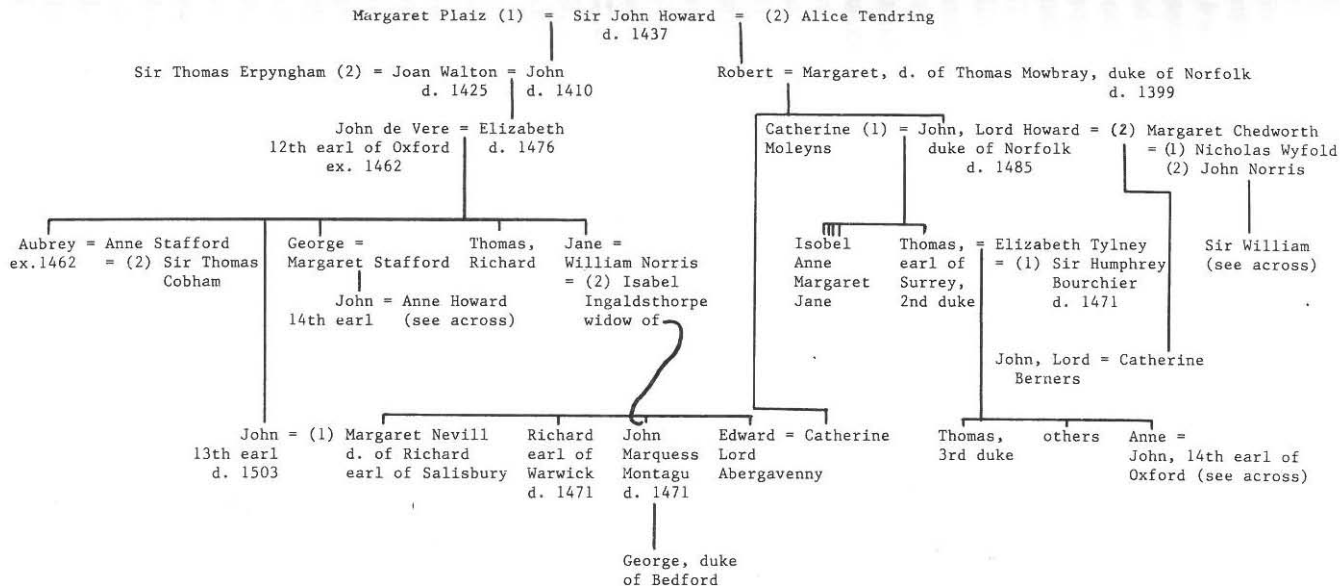 Margaret Plaiz (1) = Sir John Howard = (2) Alice Tendring
d. 1437
Sir Thomas Erpyngham (2) = Joan Walton = John
d. 1425 d. 1410
Robert = Margaret, d. of Thomas Mowbray, duke of Norfolk
d. 1399
John de Vere = Elizabeth
12th earl of Oxford d. 1476
ex. 1462
Catherine (1) = John, Lord Howard = (2) Margaret Chedworth
Moleyns duke of Norfolk = (1) Nicholas Wyfold
d. 1485 (2) John Norris
Aubrey = Anne Stafford
ex.1462 = (2) Sir Thomas
Cobham
George =
Margaret Stafford
John = Anne Howard
14th earl (see across)
Thomas,
Richard
Jane =
William Norris
= (2) Isabel
Ingaldsthorpe
widow of
Isobel
Anne
Margaret
Jane
Thomas, = Elizabeth Tylney
earl of = (1) Sir Humphrey
Surrey, Bourchier
2nd duke d. 1471
Sir William
(see across)
John, Lord = Catherine
Berners
John = (1) Margaret Nevill
13th earl d. of Richard
d. 1503 earl of Salisbury
Richard
earl of
Warwick
d. 1471
John
Marquess
Montagu
d. 1471
Edward = Catherine
Lord
Abergavenny
Thomas,
3rd duke
others
Anne =
John, 14th earl of
Oxford (see across)
George, duke
of Bedford